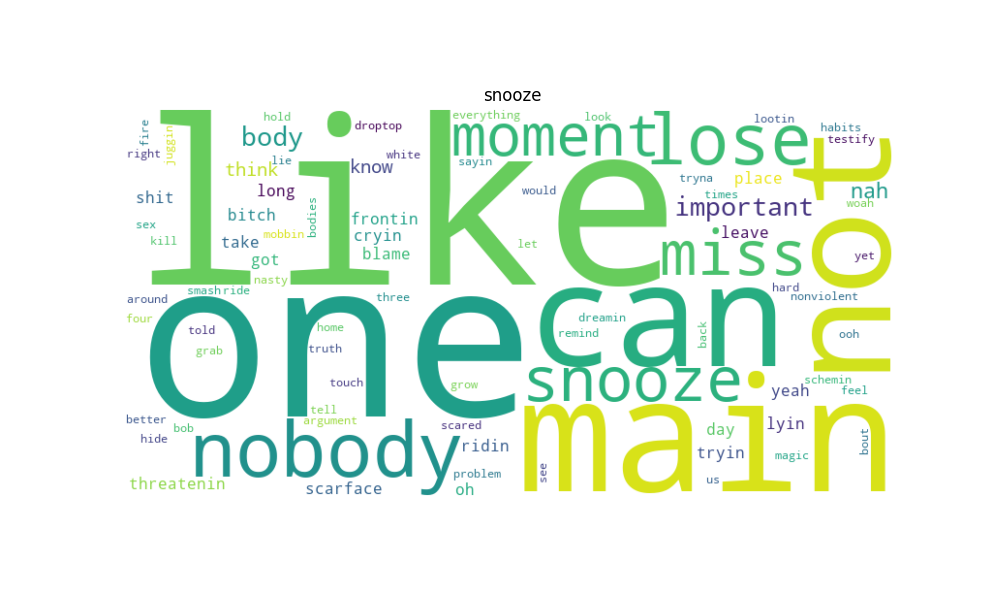 snooze
like
one
can
not
main
nobody
snooze
moment
lose
miss
important
body
think
know
long
bitch
take
got
shit
frontin
cryin
blame
place
nah
leave
yeah
lyin
day
tryin
ridin
oh
scarface
threatenin
fire
juggin
hold
droptop
everything
look
lootin
habits
testify
right
lie
white
sayin
would
tryna
times
woah
sex
kill
mobbin
bodies
nasty
let
yet
around
smash
ride
three
hard
nonviolent
four
told
home
dreamin
remind
back
ooh
grab
truth
touch
grow
schemin
feel
better
bob
tell
argument
scared
hide
problem
see
us
magic
bout